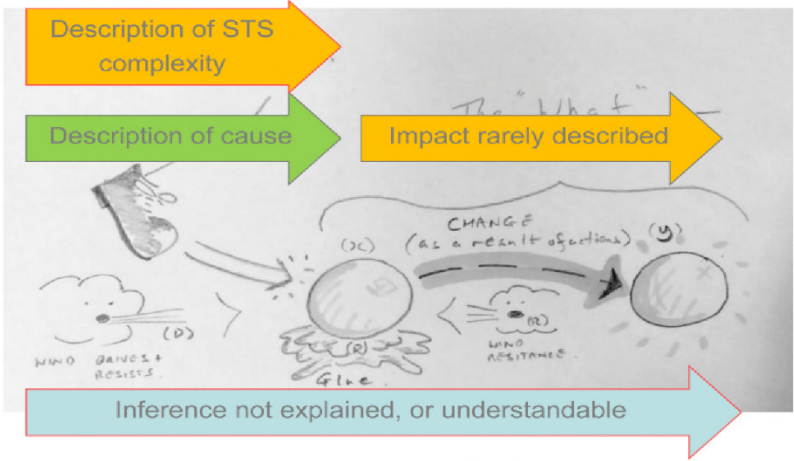 Description of STS
complexity
The "What"
Description of cause
Impact rarely described
CHANGE
(x)
(as a result of actions)
(y)
(D)
WIND DRIVES +
RESISTS.
(R)
Glue.
(R)
WIND
RESITANCE.
Inference not explained, or understandable